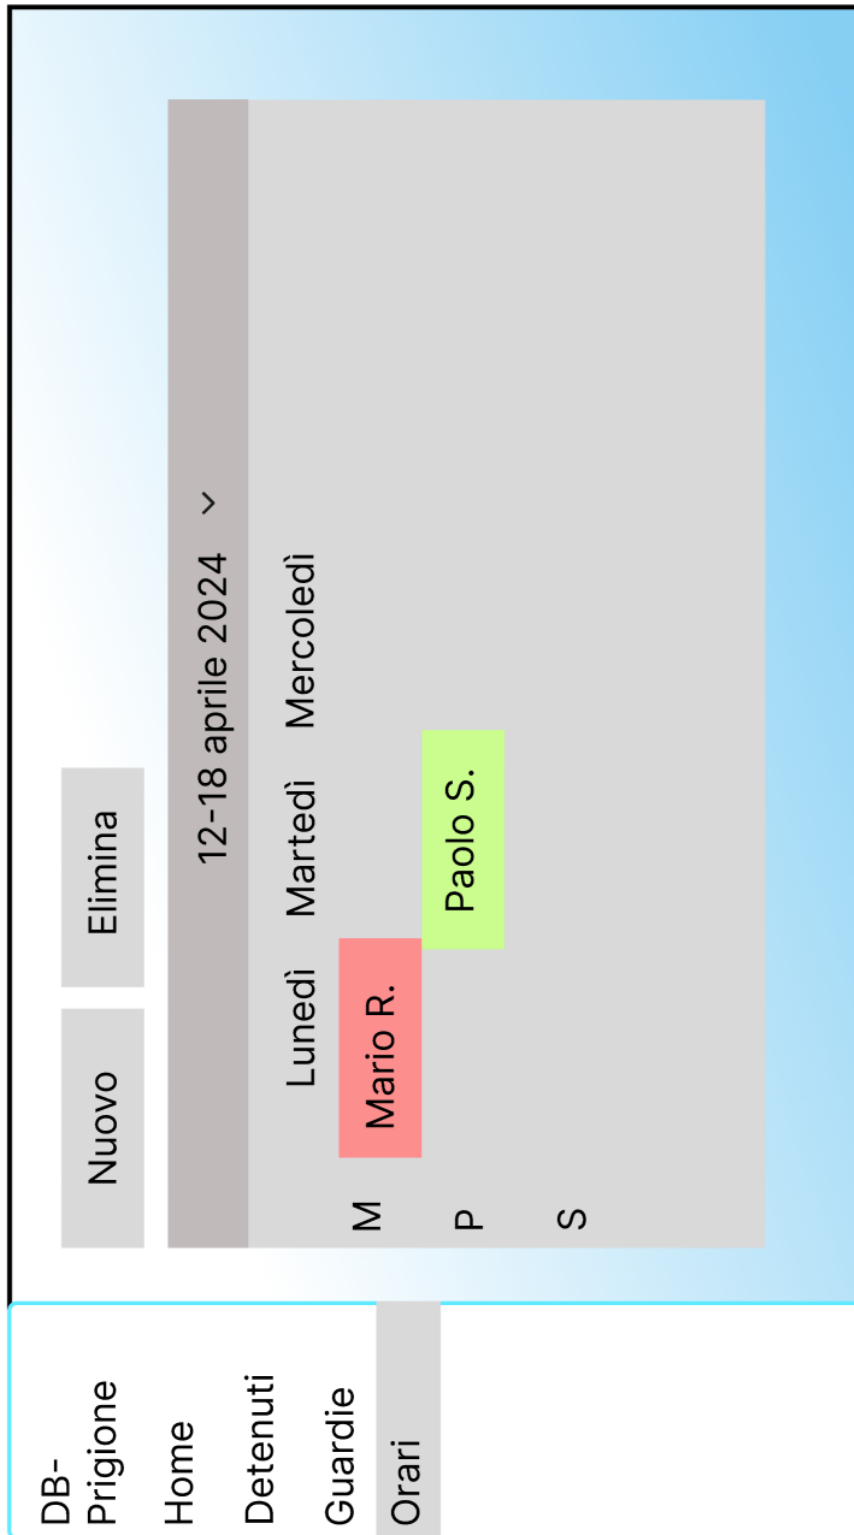 DB-
Prigione
Home
Detenuti
Guardie
Orari
Nuovo
Elimina
12-18 aprile 2024
Lunedì
Martedì
Mercoledì
M
Mario R.
P
Paolo S.
S